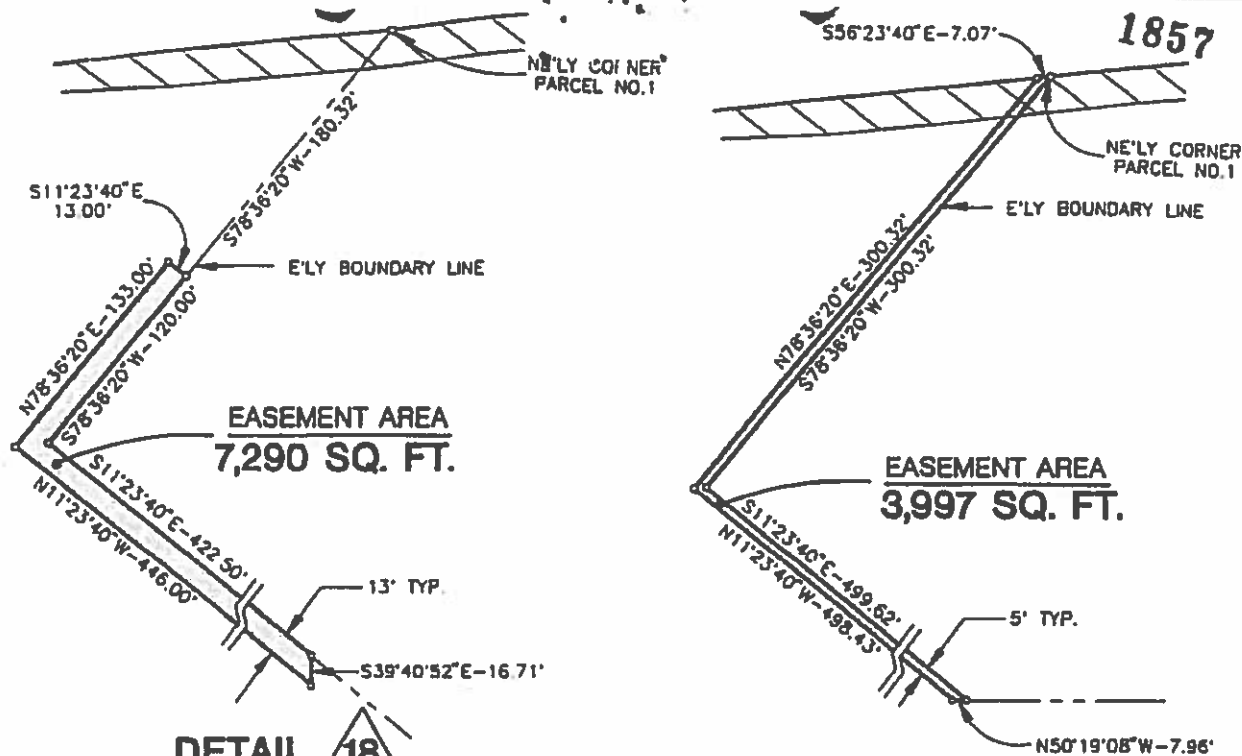 1857
NE'LY CORNER
PARCEL NO.1
S78°36'20"W-180.32'
S11°23'40"E
13.00'
E'LY BOUNDARY LINE
N78°36'20"E-133.00'
S78°36'20"W-120.00'
EASEMENT AREA
7,290 SQ. FT.
S11°23'40"E-422.50'
N11°23'40"W-446.00'
13' TYP.
S39°40'52"E-16.71'
DETAIL 18
S56°23'40"E-7.07'
NE'LY CORNER
PARCEL NO.1
E'LY BOUNDARY LINE
N78°36'20"E-300.32'
S78°36'20"W-300.32'
EASEMENT AREA
3,997 SQ. FT.
S11°23'40"E-499.62'
N11°23'40"W-498.43'
5' TYP.
N50°19'08"W-7.96'